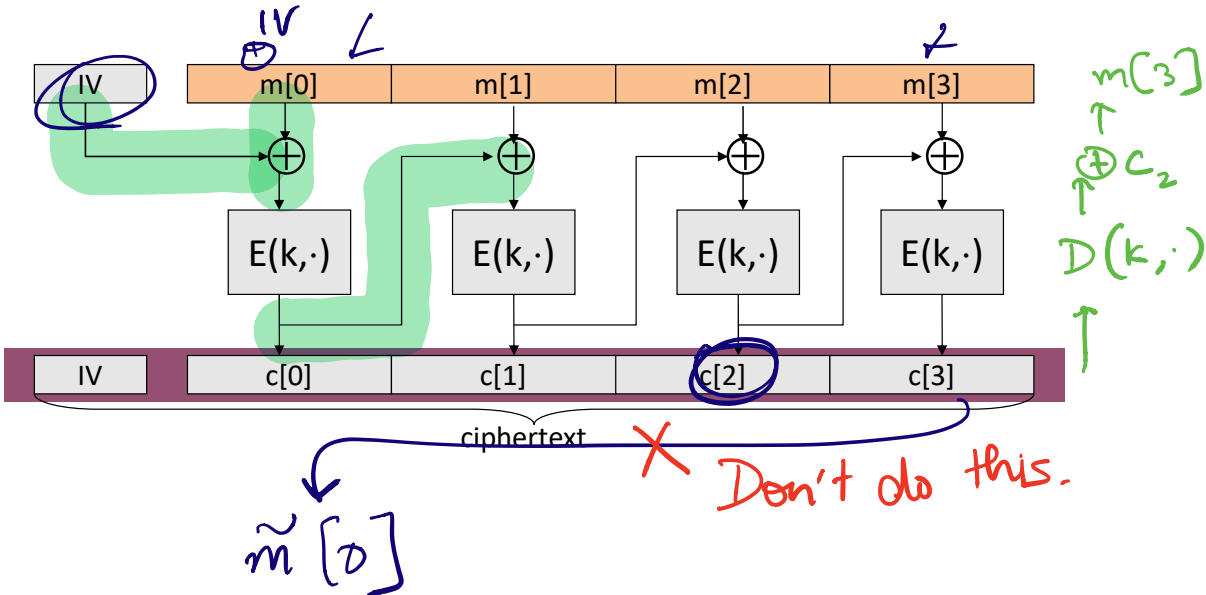 IV
⊕
IV m[0] m[1] m[2] m[3]
⊕ ⊕ ⊕ ⊕
E(k,·) E(k,·) E(k,·) E(k,·)
IV c[0] c[1] c[2] c[3]
ciphertext
m[3]
⊕ C₂
D(k,·)
X Don't do this.
m̃[0]